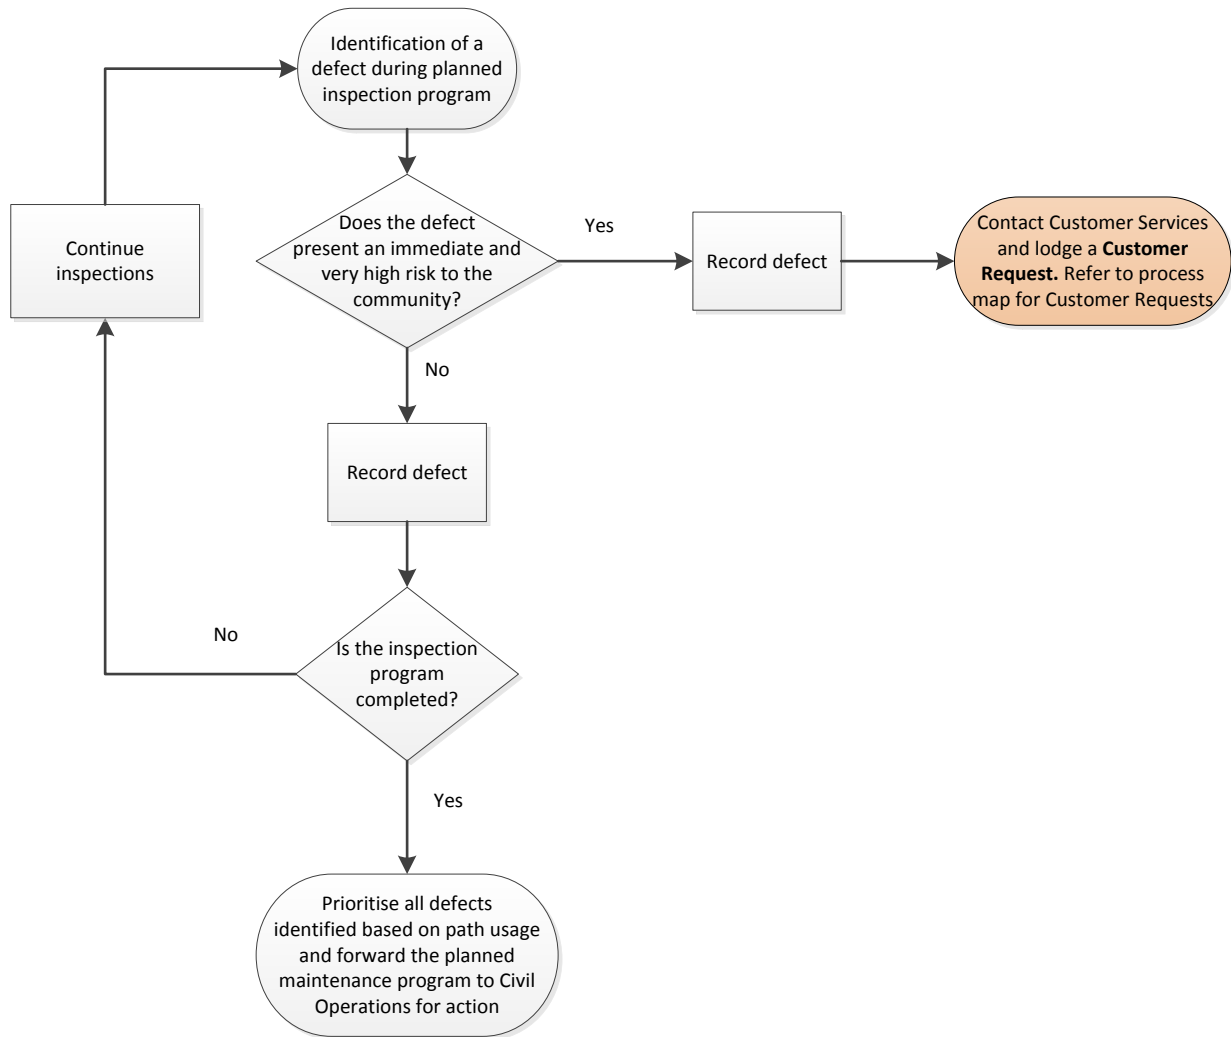 Identification of a
defect during planned
inspection program
Continue
inspections
Does the defect
present an immediate and
very high risk to the
community?
Yes
Record defect
Contact Customer Services
and lodge a Customer
Request. Refer to process
map for Customer Requests
No
Record defect
No
Is the inspection
program
completed?
Yes
Prioritise all defects
identified based on path usage
and forward the planned
maintenance program to Civil
Operations for action